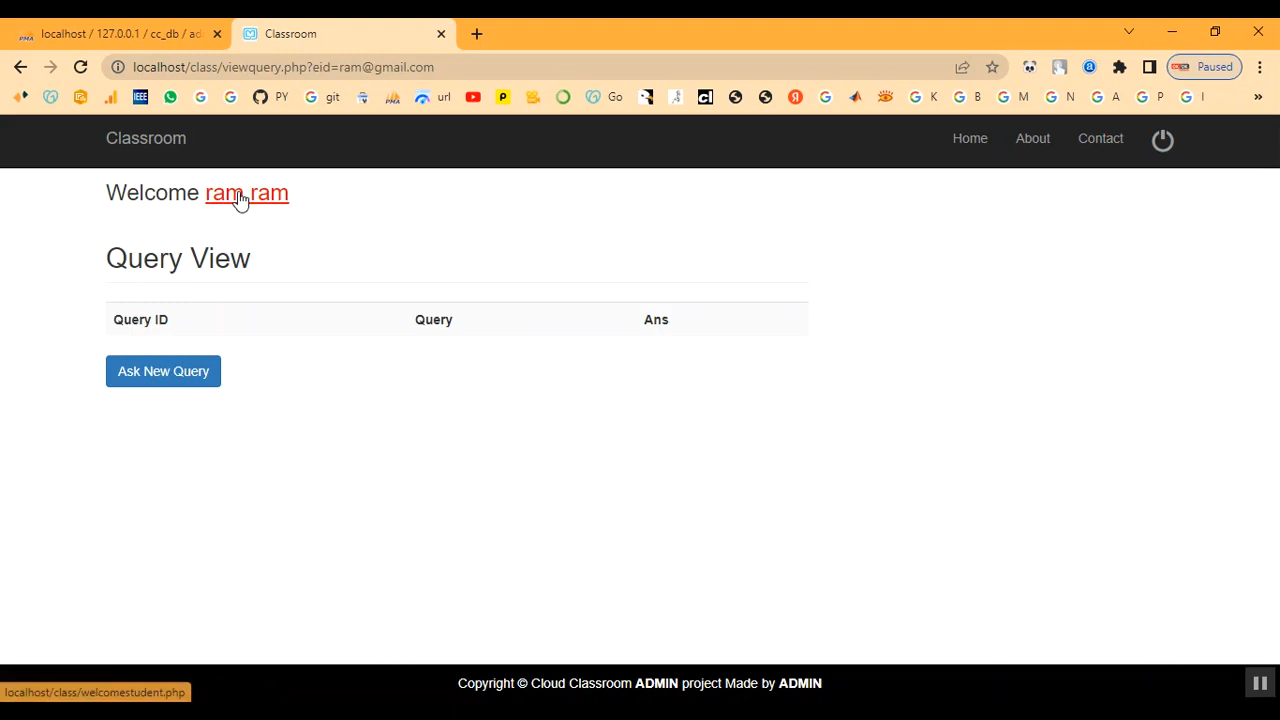 localhost / 127.0.0.1 / cc_db / ad
Classroom
localhost/class/viewquery.php?eid=ram@gmail.com
Paused
IEEE
PY
git
url
Go
K
B
M
N
A
P
I
»
Classroom
Home
About
Contact
Welcome ram ram
Query View
Query ID Query Ans
Ask New Query
Copyright © Cloud Classroom ADMIN project Made by ADMIN
localhost/class/welcomestudent.php